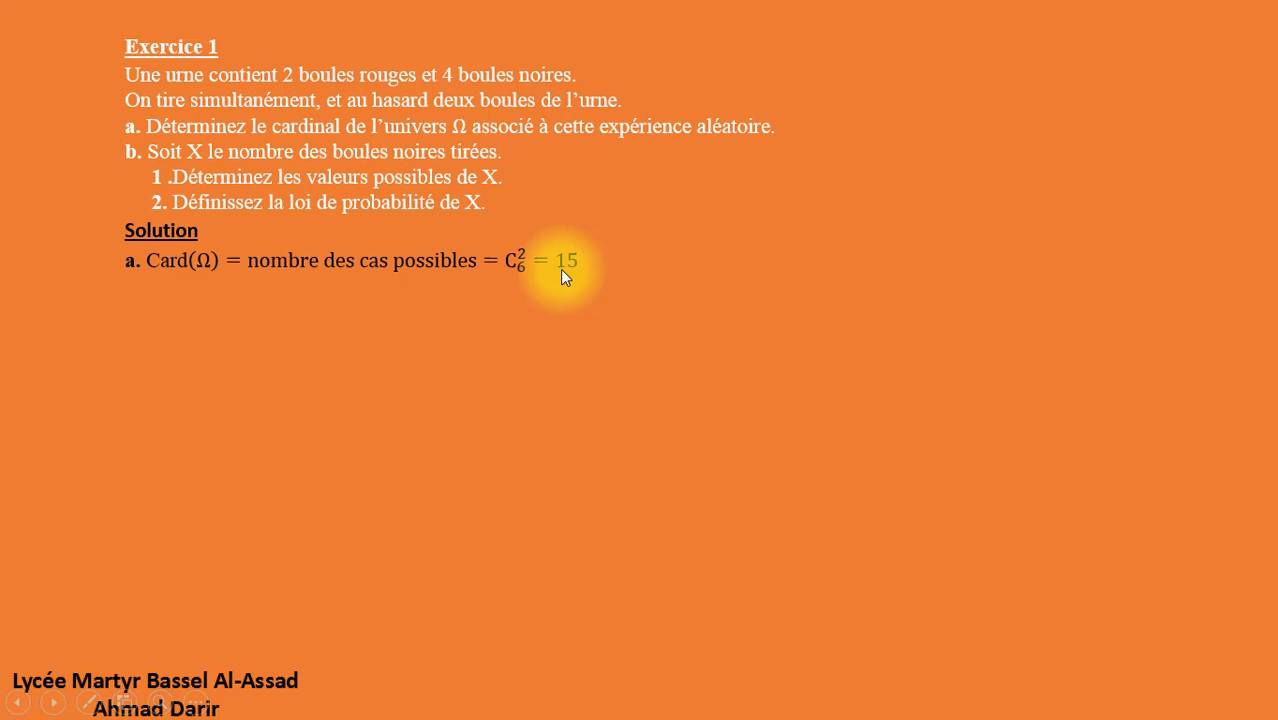 Exercice 1
Une urne contient 2 boules rouges et 4 boules noires.
On tire simultanément, et au hasard deux boules de l’urne.
a. Déterminez le cardinal de l’univers Ω associé à cette expérience aléatoire.
b. Soit X le nombre des boules noires tirées.
1 .Déterminez les valeurs possibles de X.
2. Définissez la loi de probabilité de X.
Solution
a. Card(Ω) = nombre des cas possibles = C₆² = 15
Lycée Martyr Bassel Al-Assad
Ahmad Darir